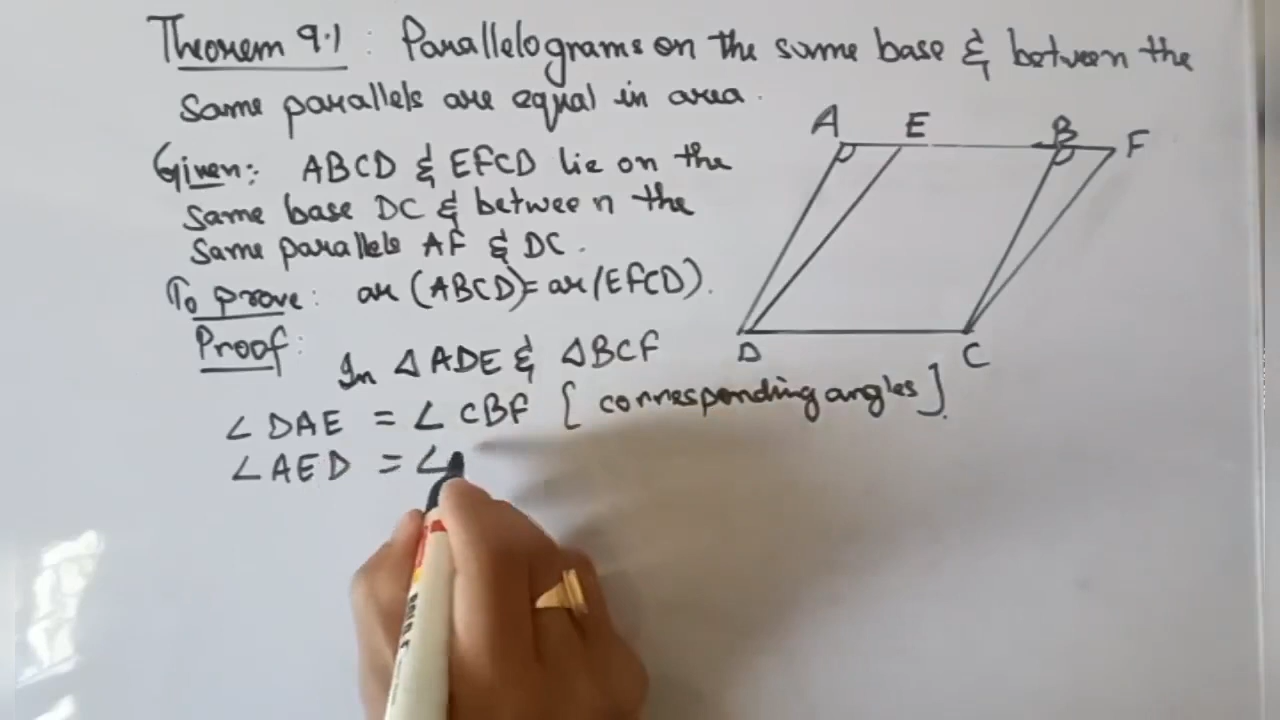 Theorem 9.1 : Parallelograms on the same base & between the
same parallels are equal in area.
A E B F
Given: ABCD & EFCD lie on the
same base DC & between the
same parallels AF & DC.
To prove: ar (ABCD) = ar (EFCD).
Proof:
In △ADE & △BCF
D C
∠DAE = ∠CBF [corresponding angles].
∠AED = ∠